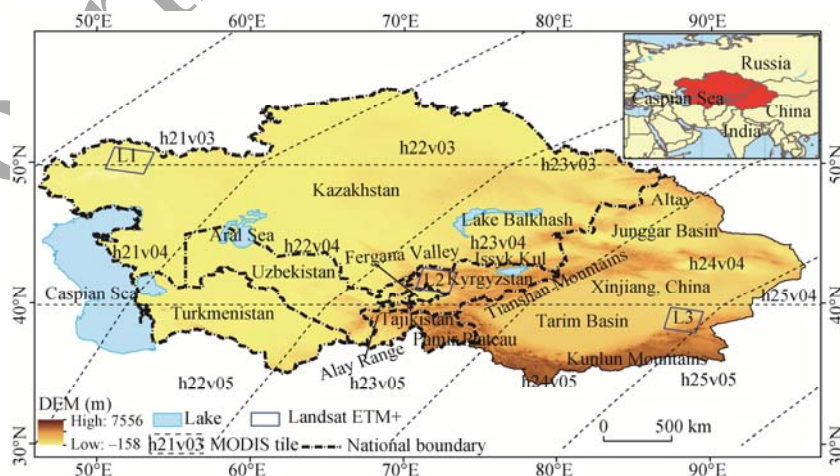 50°E 60°E 70°E 80°E 90°E
Russia
Caspian Sea
China
India
h21v03
L1
h22v03
h23v03
50°N
50°N
Kazakhstan
Altay
Lake Balkhash
Junggar Basin
Aral Sea
h21v04
h22v04
h23v04
Fergana Valley
Issyk Kul
h24v04
Uzbekistan
L2
Kyrgyzstan
Xinjiang, China
Caspian Sea
Tianshan Mountains
h25v04
40°N
40°N
Turkmenistan
Tajikistan
Tarim Basin
L3
Pamir Plateau
Alay Range
Kunlun Mountains
h22v05
h23v05
h24v05
h25v05
DEM (m)
High: 7556
Low: –158
Lake
Landsat ETM+
h21v03 MODIS tile
National boundary
0 500 km
30°N
30°N
50°E 60°E 70°E 80°E 90°E